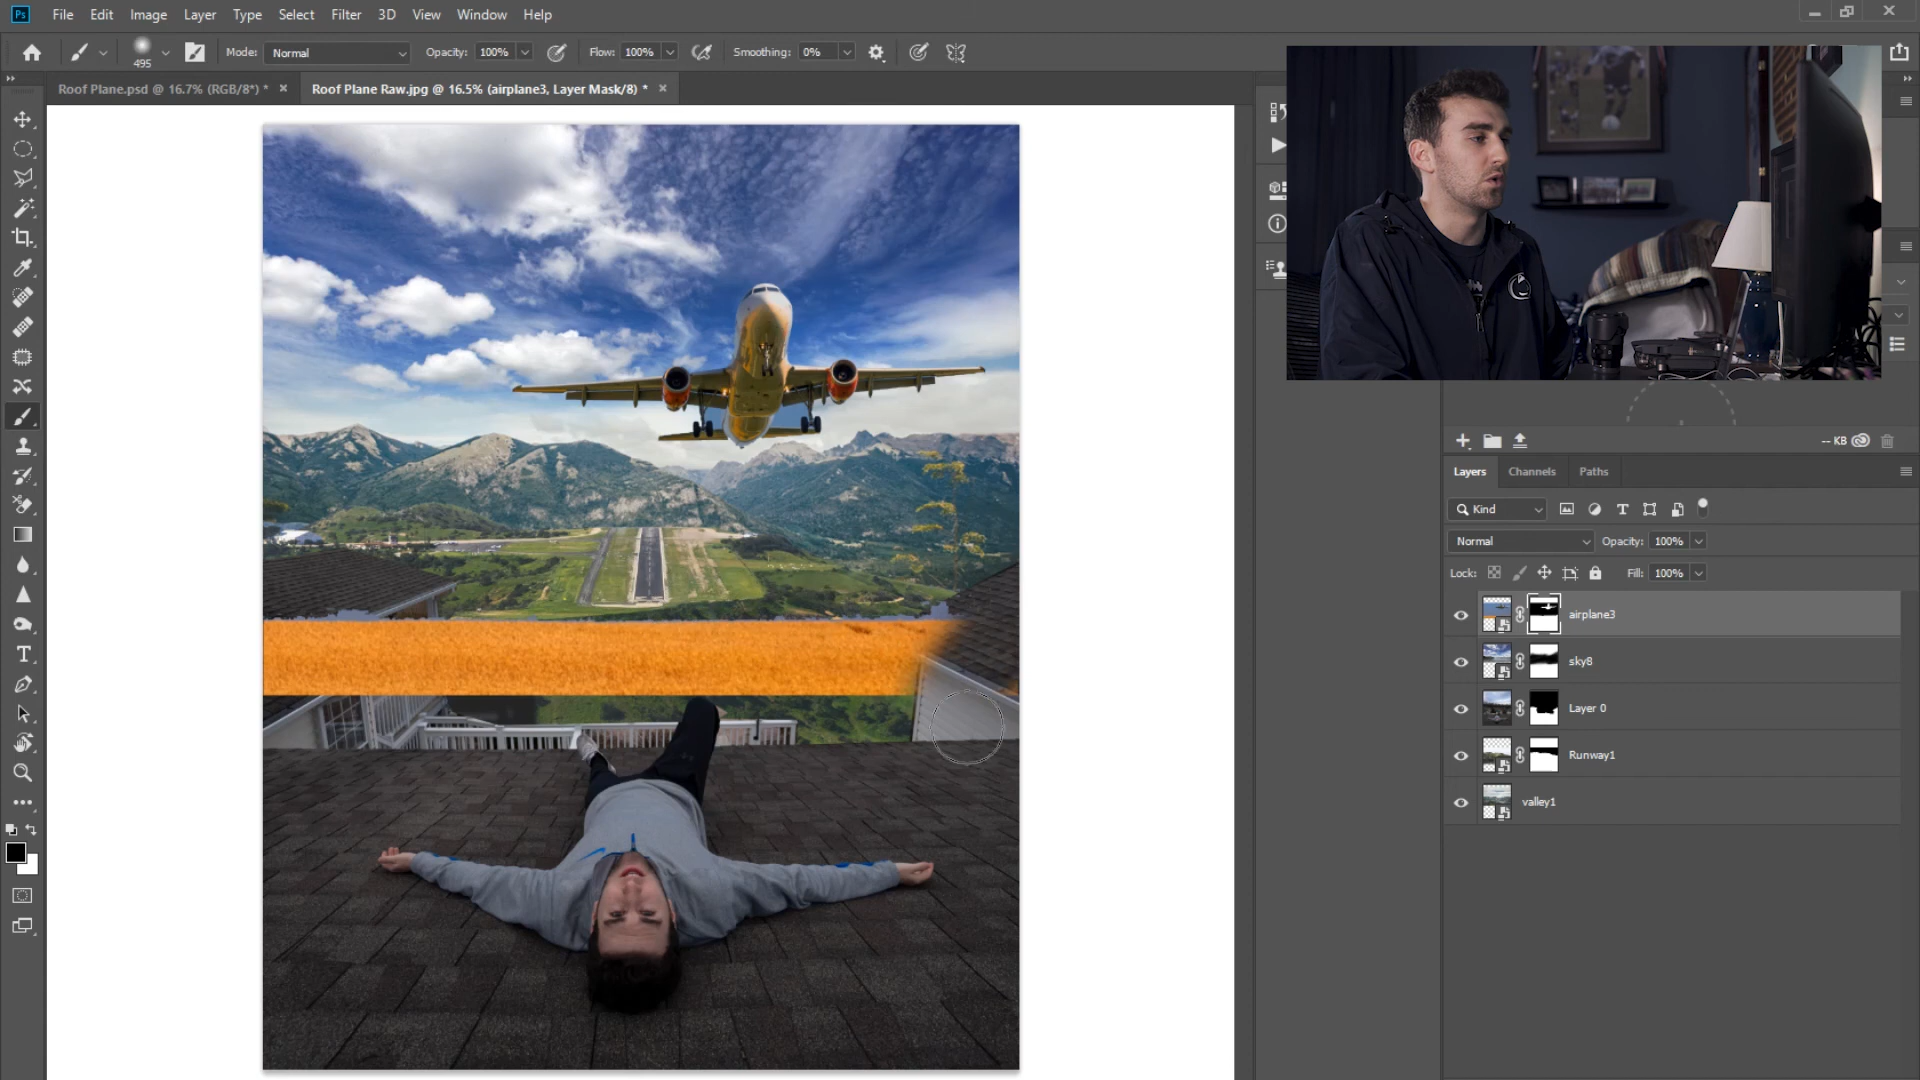 Ps File Edit Image Layer Type Select Filter 3D View Window Help
495 Mode: Normal Opacity: 100% Flow: 100% Smoothing: 0%
Roof Plane.psd @ 16.7% (RGB/8*) * × Roof Plane Raw.jpg @ 16.5% (airplane3, Layer Mask/8) * ×
-- KB
Layers Channels Paths
Kind
Normal Opacity: 100%
Lock: Fill: 100%
airplane3
sky8
Layer 0
Runway1
valley1